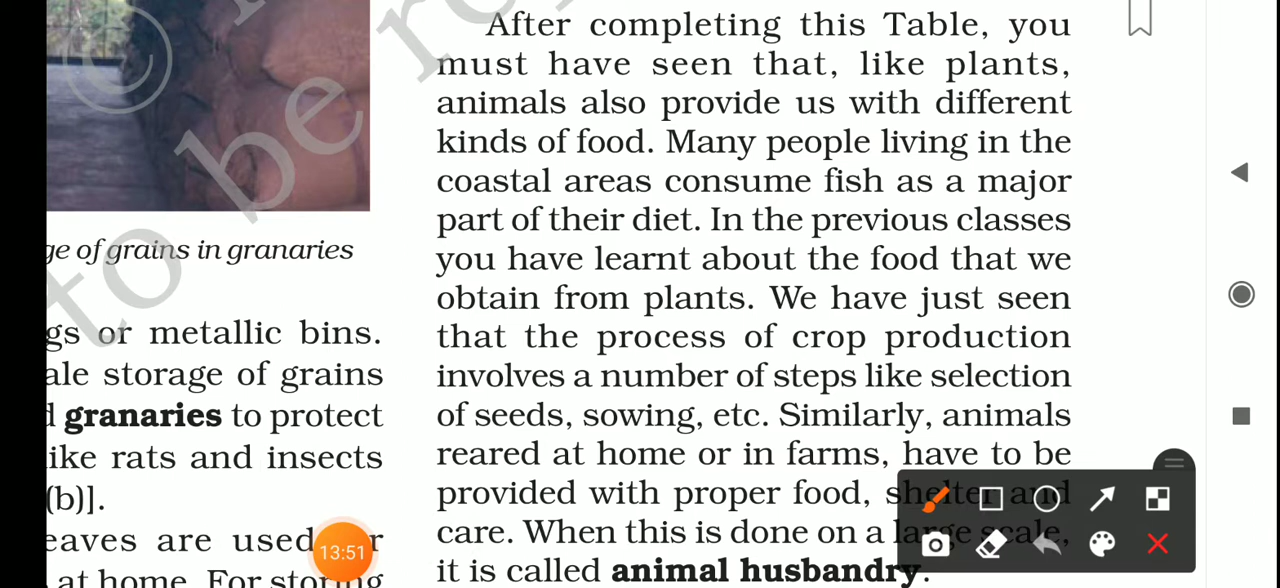 ge of grains in granaries
gs or metallic bins.
ale storage of grains
d granaries to protect
like rats and insects
(b)].
eaves are used
at home. For storing
After completing this Table, you
must have seen that, like plants,
animals also provide us with different
kinds of food. Many people living in the
coastal areas consume fish as a major
part of their diet. In the previous classes
you have learnt about the food that we
obtain from plants. We have just seen
that the process of crop production
involves a number of steps like selection
of seeds, sowing, etc. Similarly, animals
reared at home or in farms, have to be
provided with proper food, shelter and
care. When this is done on a large scale,
it is called animal husbandry.
©
to be re
13:51